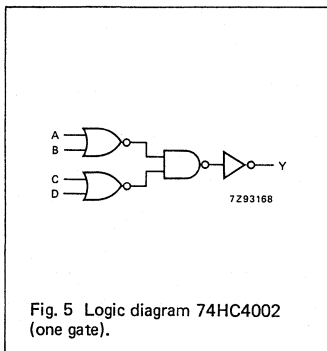 A
B
C
D
Y
7Z93168
Fig. 5 Logic diagram 74HC4002
(one gate).